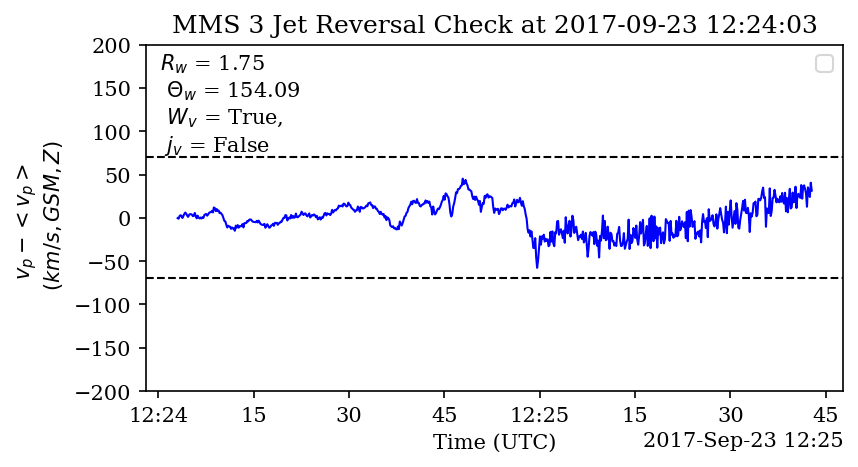 MMS 3 Jet Reversal Check at 2017-09-23 12:24:03
R_w = 1.75
Θ_w = 154.09
W_v = True,
j_v = False
200
150
100
50
0
−50
−100
−150
−200
v_p − < v_p >
(km/s, GSM, Z)
12:24 15 30 45 12:25 15 30 45
Time (UTC)
2017-Sep-23 12:25